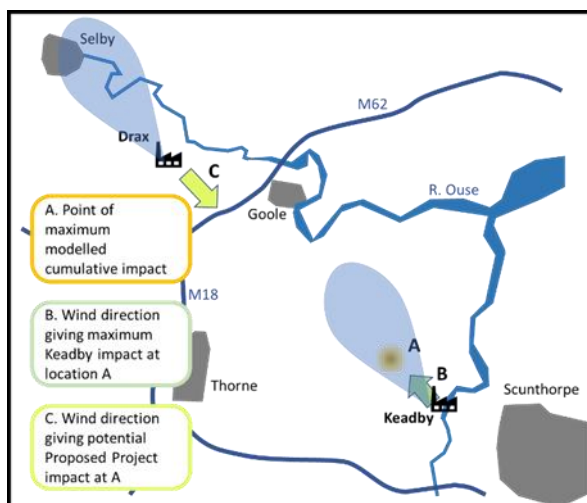 Selby
M62
Drax
C
A. Point of
maximum
modelled
cumulative impact
Goole
R. Ouse
M18
B. Wind direction
giving maximum
Keadby impact at
location A
A
B
Thorne
Scunthorpe
Keadby
C. Wind direction
giving potential
Proposed Project
impact at A